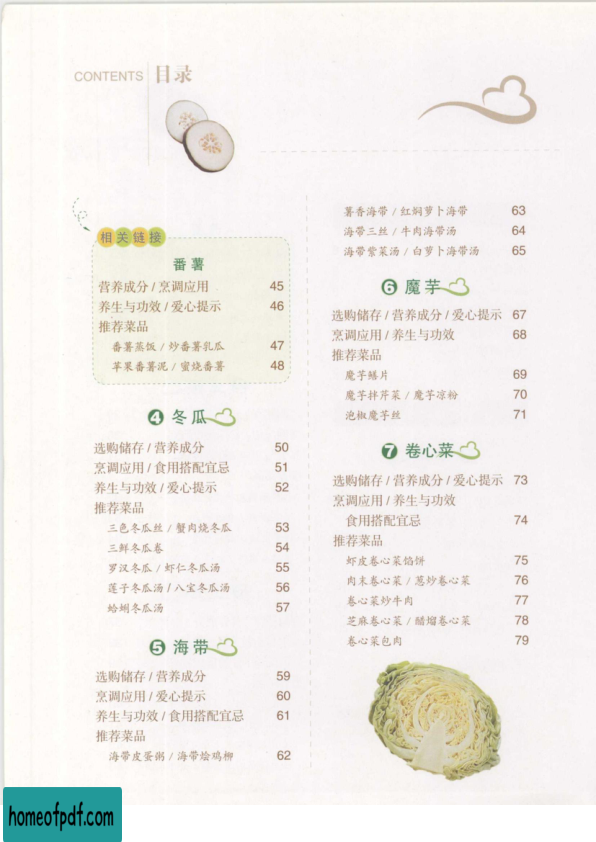 CONTENTS 目录
相关链接
番薯
营养成分 / 烹调应用 45
养生与功效 / 爱心提示 46
推荐菜品
番薯蒸饭 / 炒番薯乳瓜 47
苹果番薯泥 / 蜜烧番薯 48
4 冬瓜
选购储存 / 营养成分 50
烹调应用 / 食用搭配宜忌 51
养生与功效 / 爱心提示 52
推荐菜品
三色冬瓜丝 / 蟹肉烧冬瓜 53
三鲜冬瓜卷 54
罗汉冬瓜 / 虾仁冬瓜汤 55
莲子冬瓜汤 / 八宝冬瓜汤 56
蛤蜊冬瓜汤 57
5 海带
选购储存 / 营养成分 59
烹调应用 / 爱心提示 60
养生与功效 / 食用搭配宜忌 61
推荐菜品
海带皮蛋粥 / 海带烩鸡柳 62
薯香海带 / 红焖萝卜海带 63
海带三丝 / 牛肉海带汤 64
海带紫菜汤 / 白萝卜海带汤 65
6 魔芋
选购储存 / 营养成分 / 爱心提示 67
烹调应用 / 养生与功效 68
推荐菜品
魔芋鳝片 69
魔芋拌芹菜 / 魔芋凉粉 70
泡椒魔芋丝 71
7 卷心菜
选购储存 / 营养成分 / 爱心提示 73
烹调应用 / 养生与功效
食用搭配宜忌 74
推荐菜品
虾皮卷心菜馅饼 75
肉末卷心菜 / 葱炒卷心菜 76
卷心菜炒牛肉 77
芝麻卷心菜 / 醋熘卷心菜 78
卷心菜包肉 79
homeofpdf.com